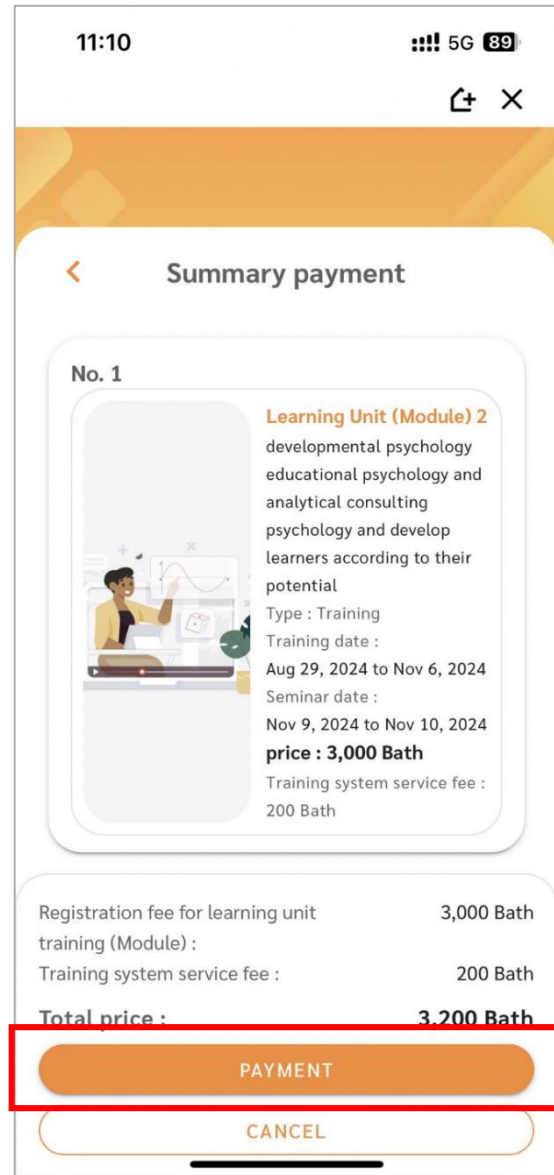 11:10
5G 89
Summary payment
No. 1
Learning Unit (Module) 2
developmental psychology
educational psychology and
analytical consulting
psychology and develop
learners according to their
potential
Type : Training
Training date :
Aug 29, 2024 to Nov 6, 2024
Seminar date :
Nov 9, 2024 to Nov 10, 2024
price : 3,000 Bath
Training system service fee :
200 Bath
Registration fee for learning unit 3,000 Bath
training (Module) :
Training system service fee : 200 Bath
Total price : 3,200 Bath
PAYMENT
CANCEL